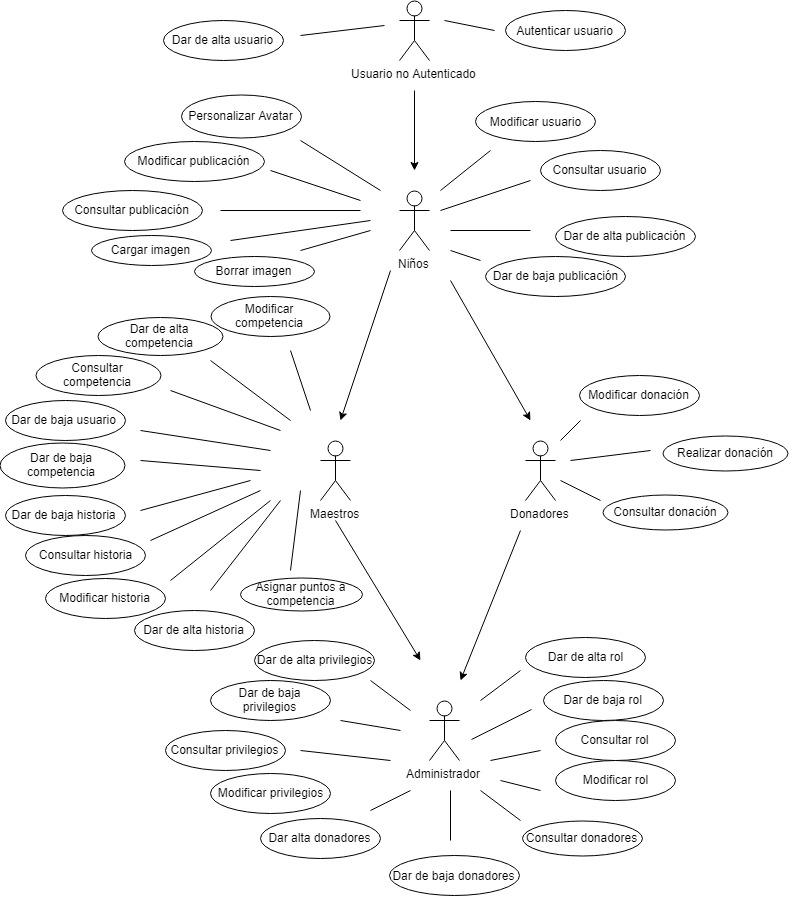 Dar de alta usuario
Autenticar usuario
Usuario no Autenticado
Personalizar Avatar
Modificar usuario
Modificar publicación
Consultar usuario
Consultar publicación
Dar de alta publicación
Cargar imagen
Borrar imagen
Niños
Dar de baja publicación
Modificar
competencia
Dar de alta
competencia
Consultar
competencia
Modificar donación
Dar de baja usuario
Dar de baja
competencia
Realizar donación
Dar de baja historia
Maestros
Donadores
Consultar donación
Consultar historia
Modificar historia
Asignar puntos a
competencia
Dar de alta historia
Dar de alta privilegios
Dar de alta rol
Dar de baja
privilegios
Dar de baja rol
Consultar privilegios
Consultar rol
Administrador
Modificar rol
Modificar privilegios
Dar alta donadores
Consultar donadores
Dar de baja donadores